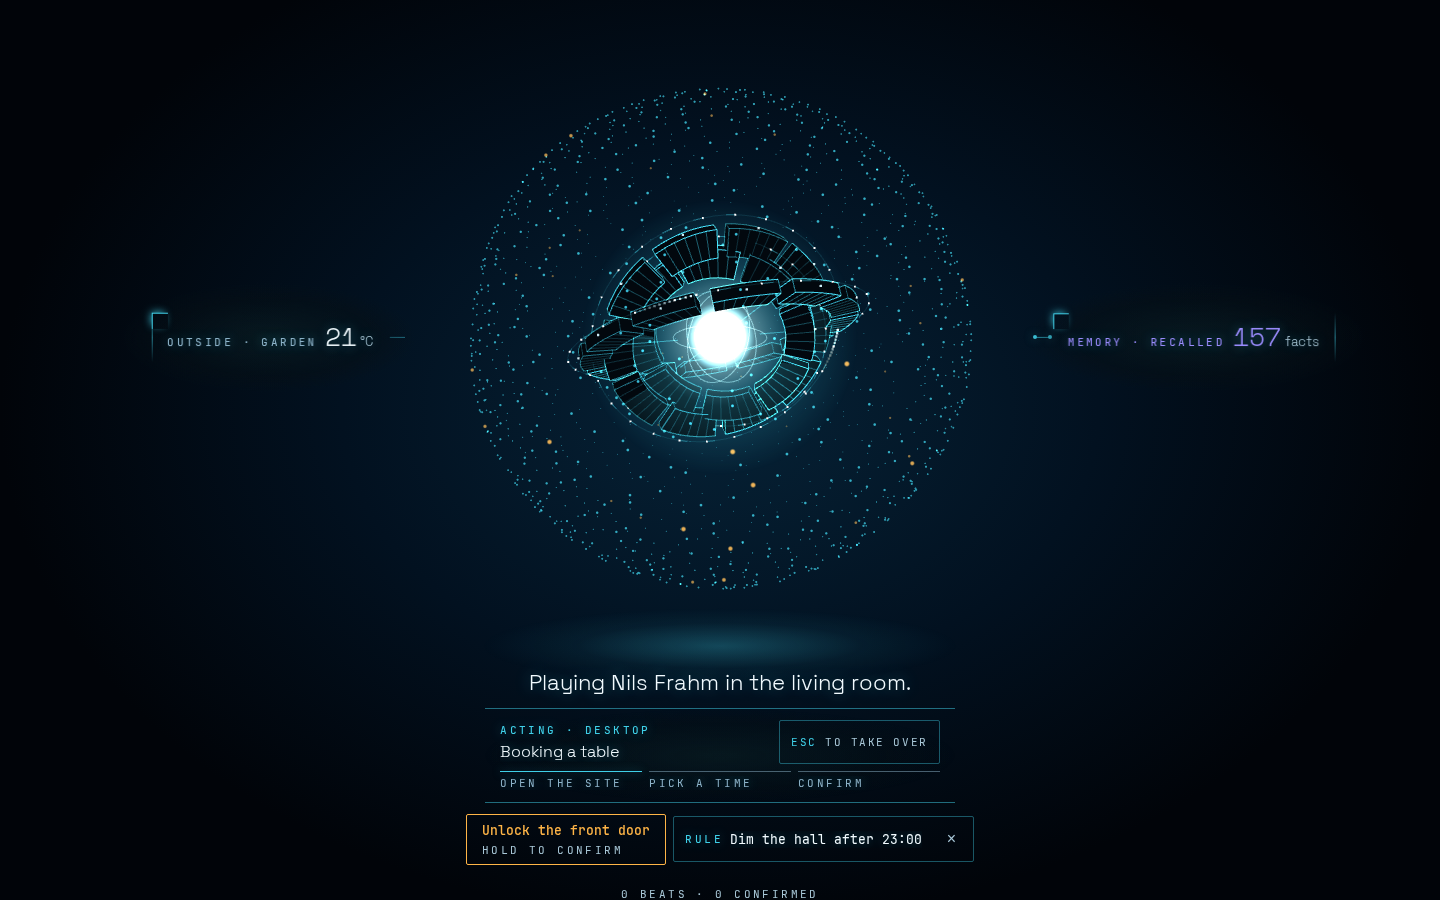 OUTSIDE · GARDEN 21 °C
MEMORY · RECALLED 157 facts
Playing Nils Frahm in the living room.
ACTING · DESKTOP
Booking a table
ESC TO TAKE OVER
OPEN THE SITE
PICK A TIME
CONFIRM
Unlock the front door
HOLD TO CONFIRM
RULE Dim the hall after 23:00 ×
0 BEATS · 0 CONFIRMED